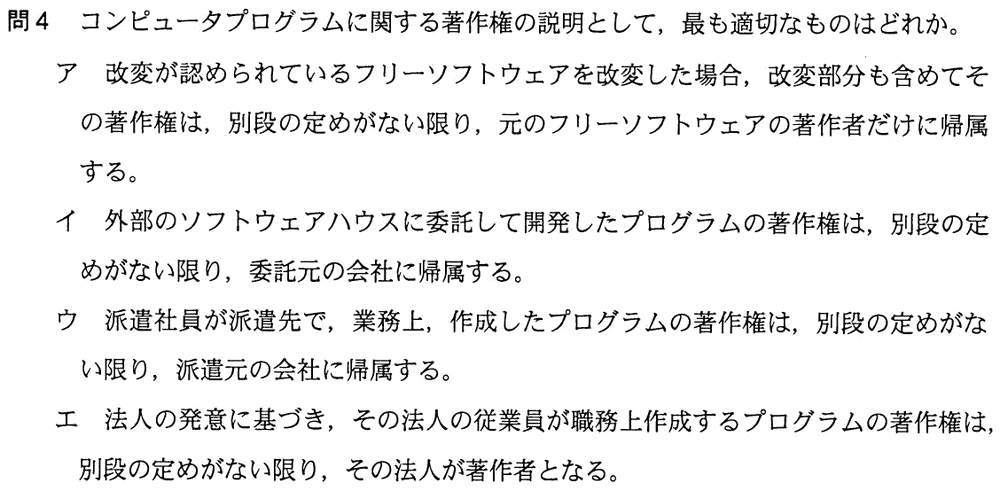 問4 コンピュータプログラムに関する著作権の説明として，最も適切なものはどれか。
ア 改変が認められているフリーソフトウェアを改変した場合，改変部分も含めてそ
の著作権は，別段の定めがない限り，元のフリーソフトウェアの著作者だけに帰属
する。
イ 外部のソフトウェアハウスに委託して開発したプログラムの著作権は，別段の定
めがない限り，委託元の会社に帰属する。
ウ 派遣社員が派遣先で，業務上，作成したプログラムの著作権は，別段の定めがな
い限り，派遣元の会社に帰属する。
エ 法人の発意に基づき，その法人の従業員が職務上作成するプログラムの著作権は，
別段の定めがない限り，その法人が著作者となる。